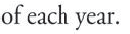 of each year.